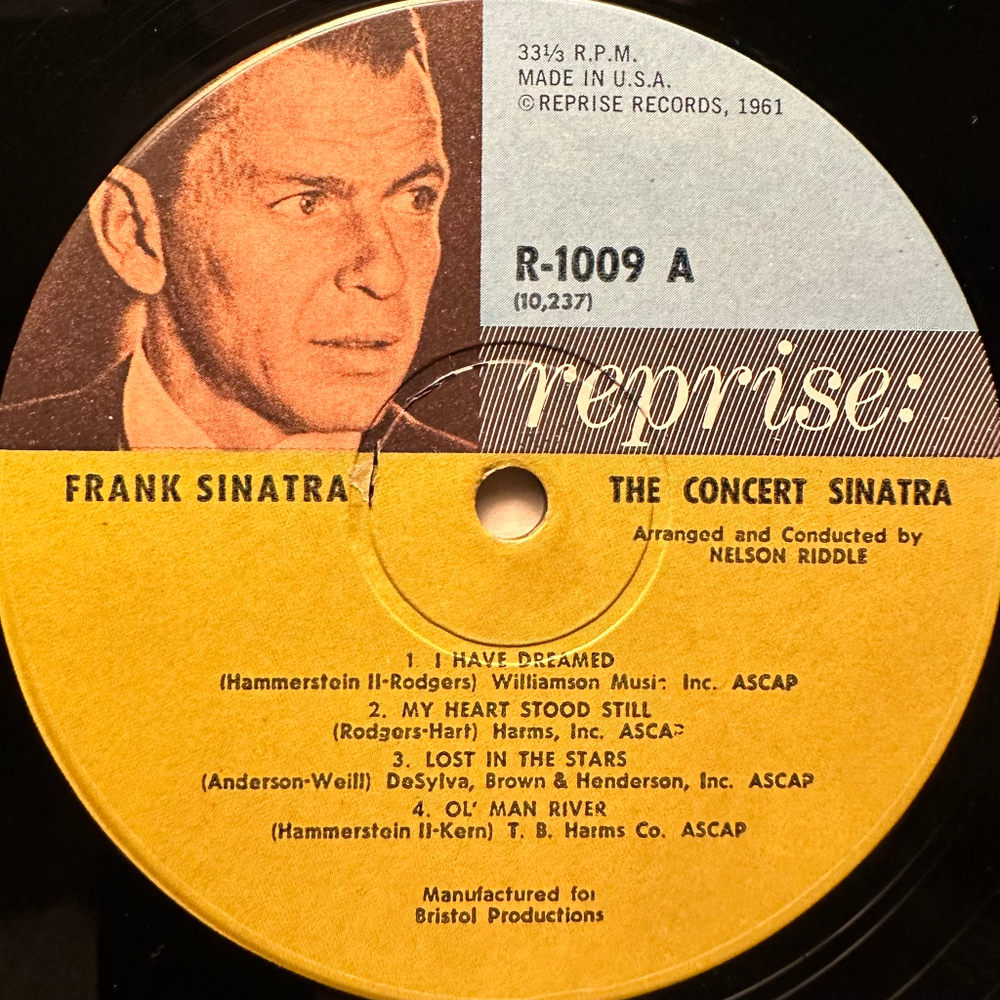 33⅓ R.P.M.
MADE IN U.S.A.
©REPRISE RECORDS, 1961
R-1009 A
(10,237)
reprise:
FRANK SINATRA
THE CONCERT SINATRA
Arranged and Conducted by
NELSON RIDDLE
1. I HAVE DREAMED
(Hammerstein II-Rodgers) Williamson Music Inc. ASCAP
2. MY HEART STOOD STILL
(Rodgers-Hart) Harms, Inc. ASCAP
3. LOST IN THE STARS
(Anderson-Weill) DeSylva, Brown & Henderson, Inc. ASCAP
4. OL' MAN RIVER
(Hammerstein II-Kern) T. B. Harms Co. ASCAP
Manufactured for
Bristol Productions